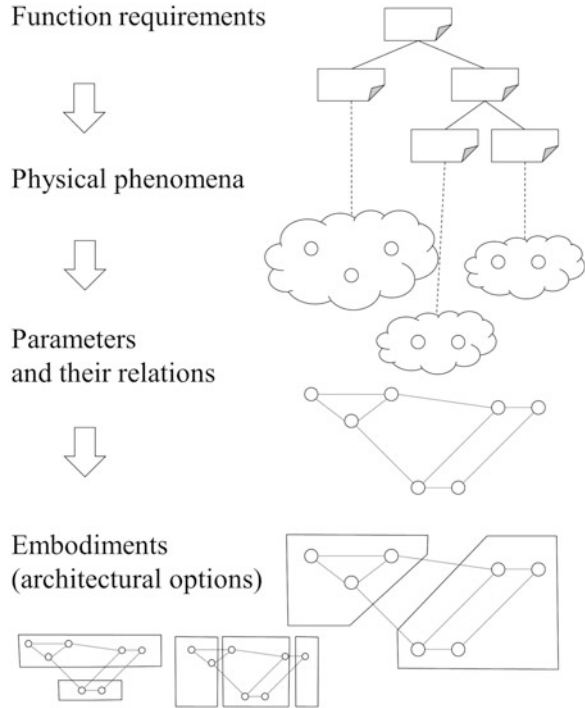 Function requirements
Physical phenomena
Parameters
and their relations
Embodiments
(architectural options)